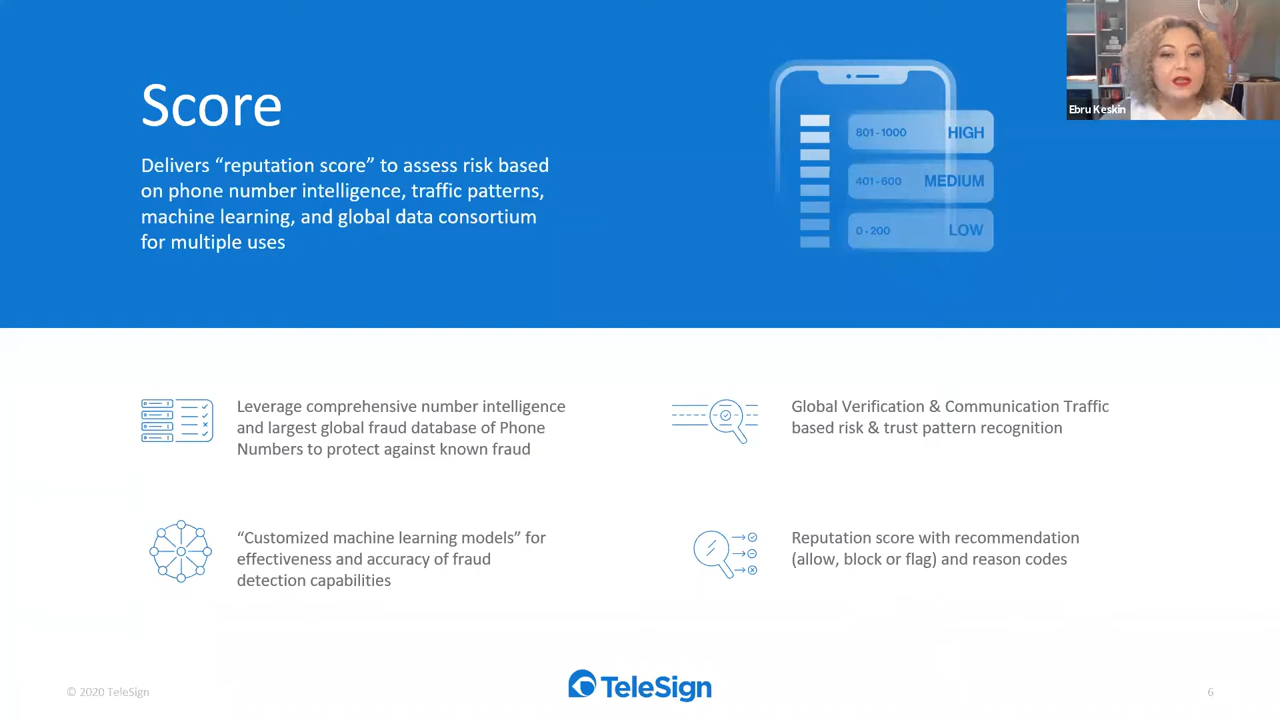 Score
Delivers “reputation score” to assess risk based
on phone number intelligence, traffic patterns,
machine learning, and global data consortium
for multiple uses
801-1000 HIGH
401-600 MEDIUM
0-200 LOW
Ebru Keskin
Leverage comprehensive number intelligence
and largest global fraud database of Phone
Numbers to protect against known fraud
Global Verification & Communication Traffic
based risk & trust pattern recognition
“Customized machine learning models” for
effectiveness and accuracy of fraud
detection capabilities
Reputation score with recommendation
(allow, block or flag) and reason codes
© 2020 TeleSign
TeleSign
6